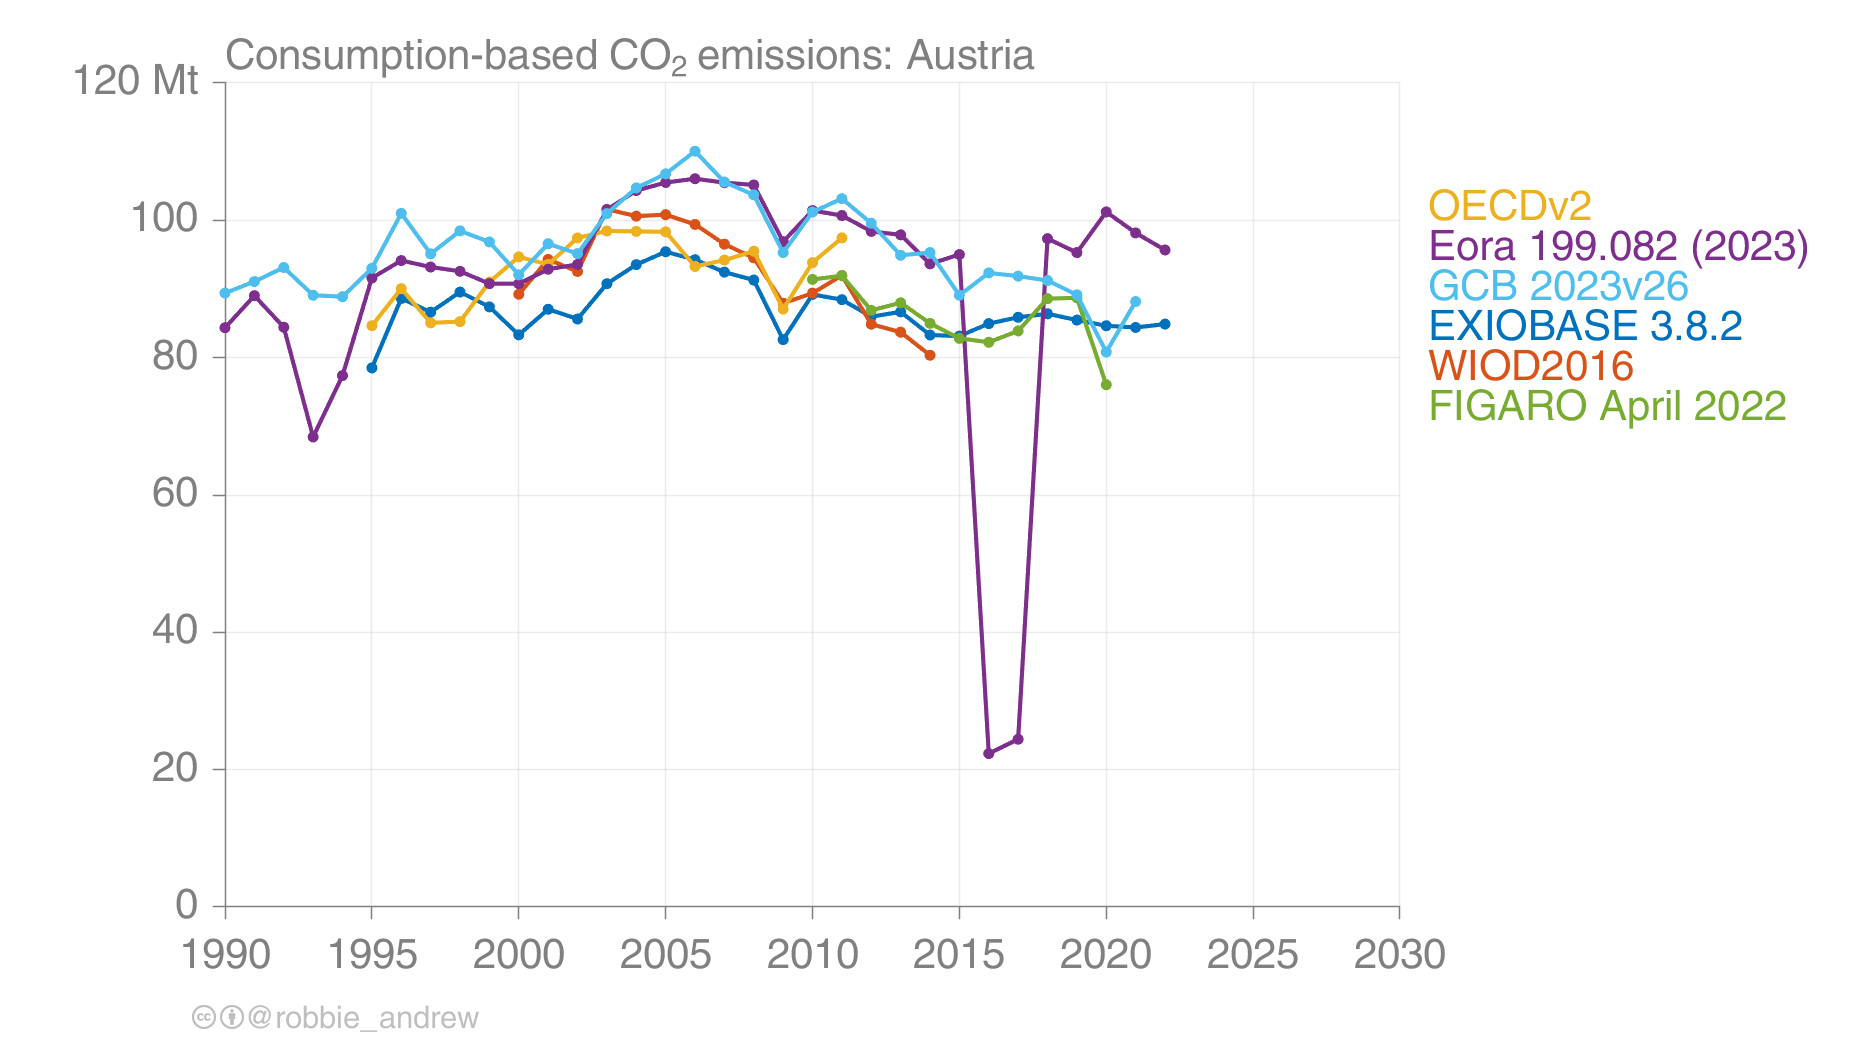 Consumption-based CO₂ emissions: Austria
120 Mt
100
80
60
40
20
0
1990 1995 2000 2005 2010 2015 2020 2025 2030
OECDv2
Eora 199.082 (2023)
GCB 2023v26
EXIOBASE 3.8.2
WIOD2016
FIGARO April 2022
cc @robbie_andrew